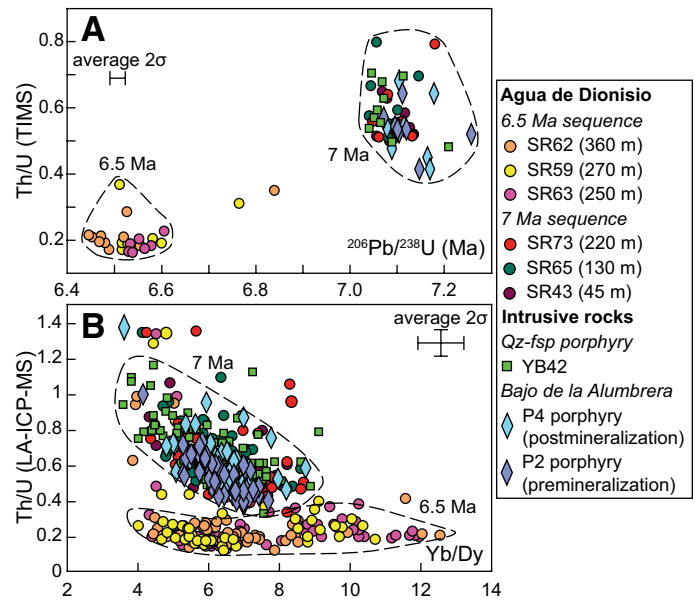 A
average 2σ
6.5 Ma
7 Ma
²⁰⁶Pb/²³⁸U (Ma)
Th/U (TIMS)
0.8
0.6
0.4
0.2
6.4 6.6 6.8 7.0 7.2
B
average 2σ
7 Ma
6.5 Ma
Yb/Dy
Th/U (LA-ICP-MS)
1.4
1.2
1.0
0.8
0.6
0.4
0.2
0
2 4 6 8 10 12 14
Agua de Dionisio
6.5 Ma sequence
SR62 (360 m)
SR59 (270 m)
SR63 (250 m)
7 Ma sequence
SR73 (220 m)
SR65 (130 m)
SR43 (45 m)
Intrusive rocks
Qz-fsp porphyry
YB42
Bajo de la Alumbrera
P4 porphyry
(postmineralization)
P2 porphyry
(premineralization)